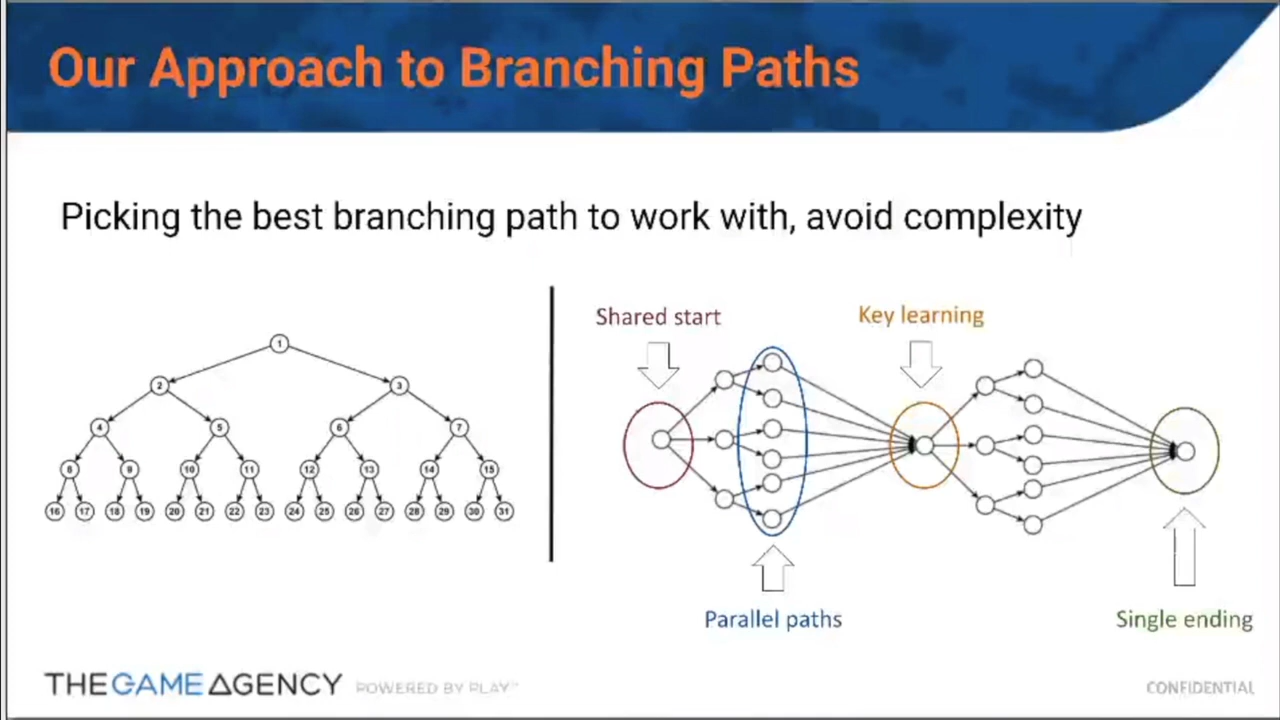 Our Approach to Branching Paths
Picking the best branching path to work with, avoid complexity
1
2 3
4 5 6 7
8 9 10 11 12 13 14 15
16 17 18 19 20 21 22 23 24 25 26 27 28 29 30 31
Shared start
Key learning
Parallel paths
Single ending
THEGAMEAGENCY POWERED BY PLAY
CONFIDENTIAL